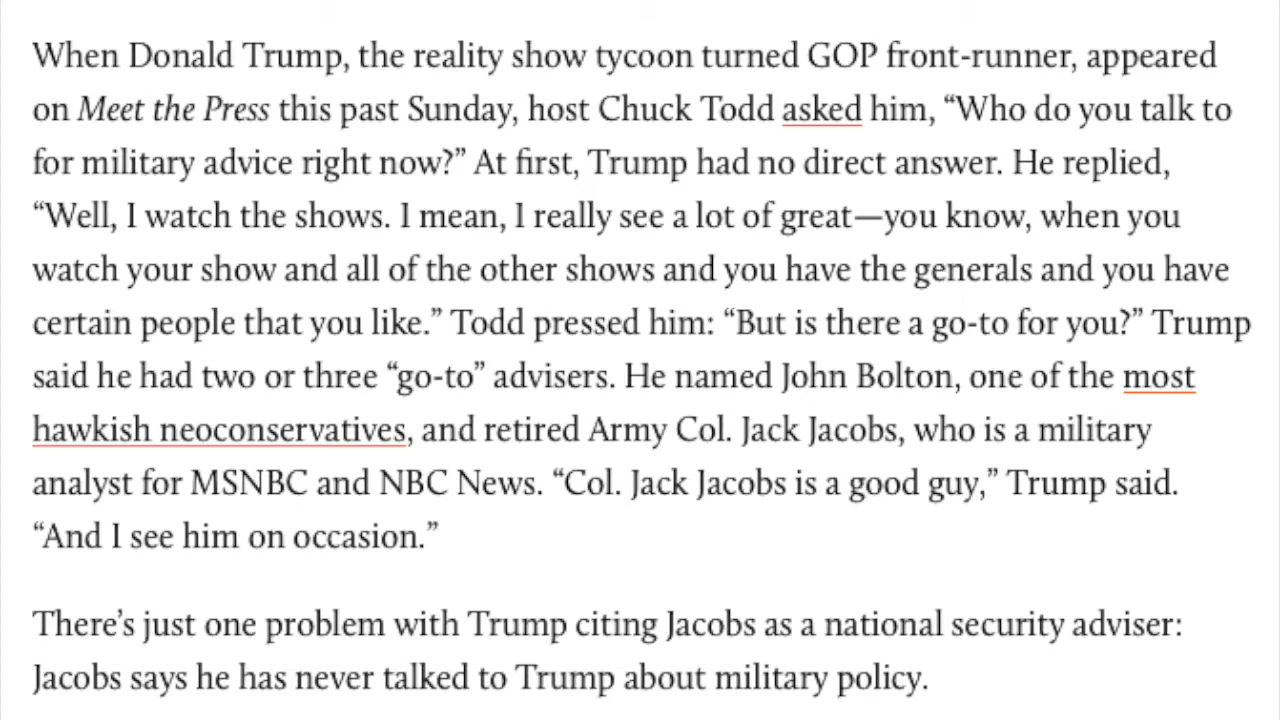 When Donald Trump, the reality show tycoon turned GOP front-runner, appeared
on Meet the Press this past Sunday, host Chuck Todd asked him, “Who do you talk to
for military advice right now?” At first, Trump had no direct answer. He replied,
“Well, I watch the shows. I mean, I really see a lot of great—you know, when you
watch your show and all of the other shows and you have the generals and you have
certain people that you like.” Todd pressed him: “But is there a go-to for you?” Trump
said he had two or three “go-to” advisers. He named John Bolton, one of the most
hawkish neoconservatives, and retired Army Col. Jack Jacobs, who is a military
analyst for MSNBC and NBC News. “Col. Jack Jacobs is a good guy,” Trump said.
“And I see him on occasion.”
There’s just one problem with Trump citing Jacobs as a national security adviser:
Jacobs says he has never talked to Trump about military policy.